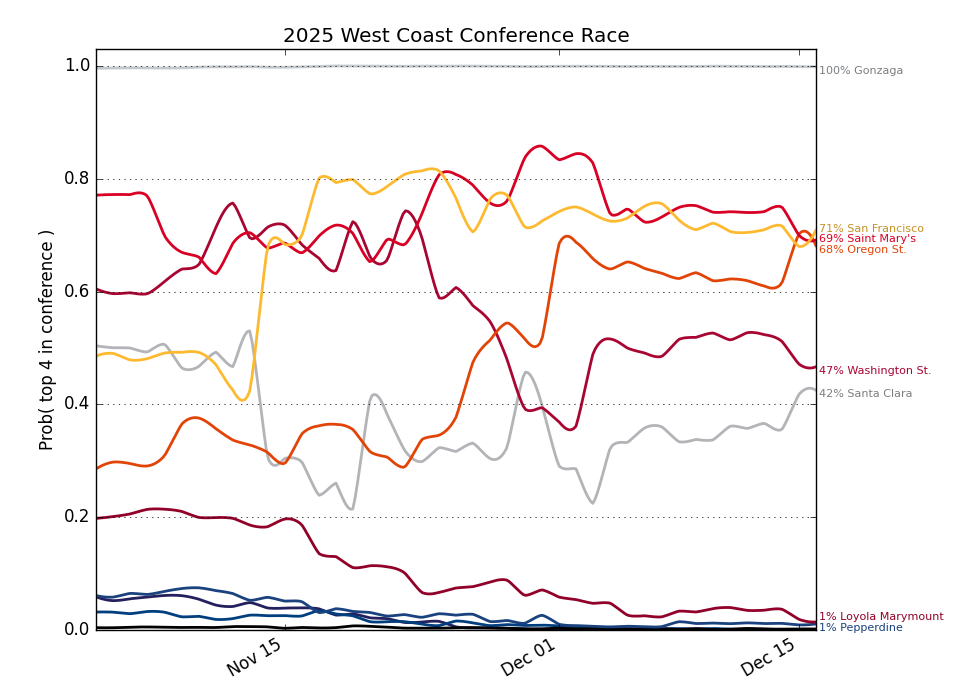 2025 West Coast Conference Race
Prob( top 4 in conference )
1.0
0.8
0.6
0.4
0.2
0.0
Nov 15
Dec 01
Dec 15
100% Gonzaga
71% San Francisco
69% Saint Mary's
68% Oregon St.
47% Washington St.
42% Santa Clara
1% Loyola Marymount
1% Pepperdine